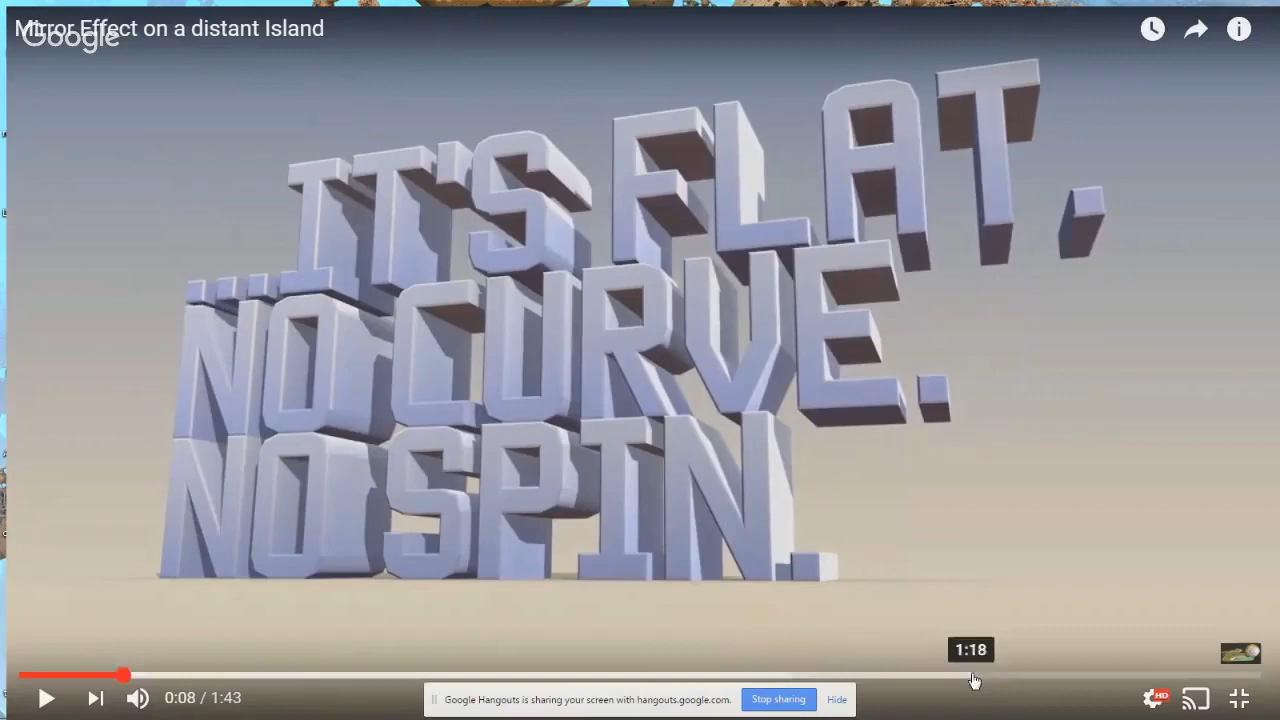 Mirror Effect on a distant Island
Google
IT'S FLAT,
...NO CURVE.
NO SPIN.
1:18
0:08 / 1:43
Google Hangouts is sharing your screen with hangouts.google.com.
Stop sharing
Hide
HD